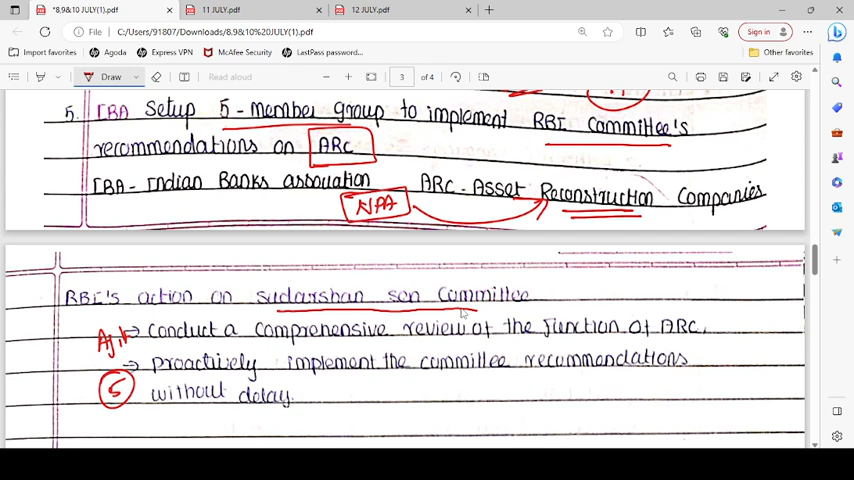 *8,9&10 JULY(1).pdf
11 JULY.pdf
12 JULY.pdf
File
C:/Users/91807/Downloads/8,9&10%20JULY(1).pdf
Sign in
Import favorites
Agoda
Express VPN
McAfee Security
LastPass password...
Other favorites
Draw
Read aloud
3 of 4
5. IBA Setup 5-member group to implement RBI committee's
recommendations on ARC
IBA - Indian Banks association ARC - Asset Reconstruction Companies
NPA
RBI's action on sudarshan sen Committee
Ajit → conduct a comprehensive review of the function of ARC.
→ proactively implement the committee recommendations
5 without delay.